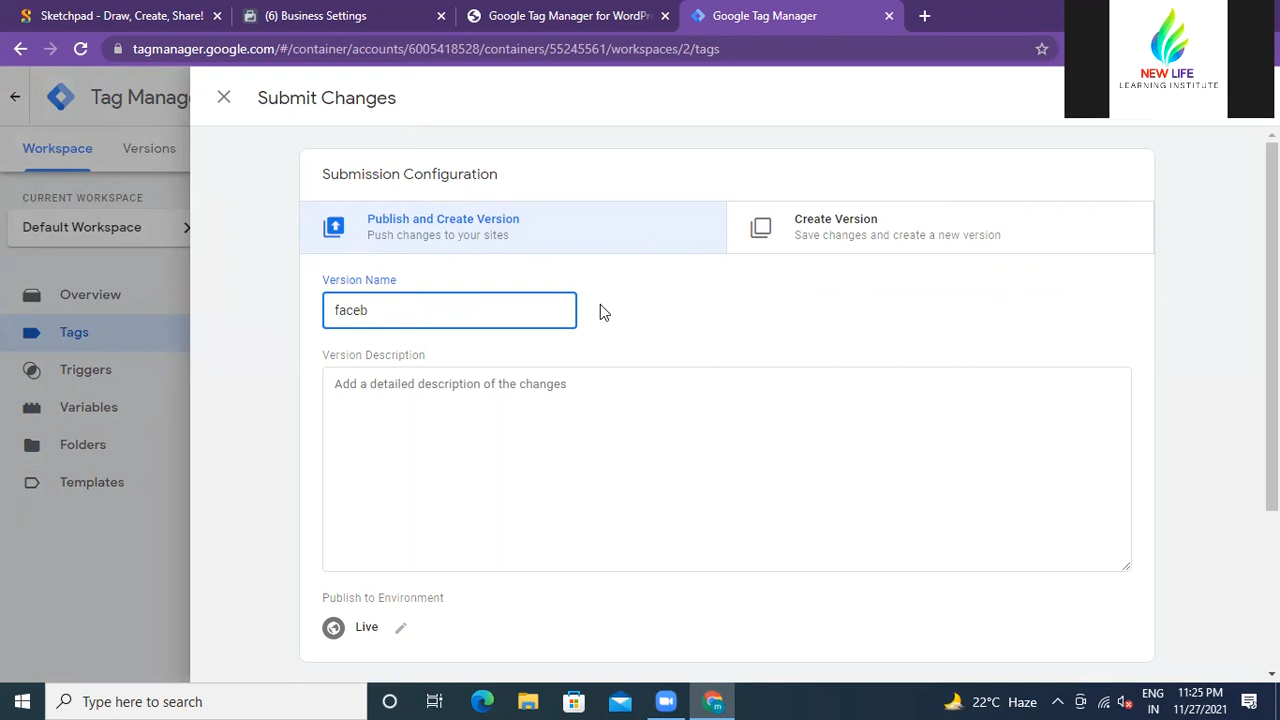 Sketchpad - Draw, Create, Share!
(6) Business Settings
Google Tag Manager for WordPr
Google Tag Manager
tagmanager.google.com/#/container/accounts/6005418528/containers/55245561/workspaces/2/tags
NEW LIFE
LEARNING INSTITUTE
Tag Mana
Submit Changes
Workspace
Versions
Submission Configuration
CURRENT WORKSPACE
Default Workspace
Publish and Create Version
Push changes to your sites
Create Version
Save changes and create a new version
Version Name
faceb
Overview
Tags
Triggers
Variables
Folders
Templates
Version Description
Add a detailed description of the changes
Publish to Environment
Live
Type here to search
22°C Haze
ENG
IN
11:25 PM
11/27/2021